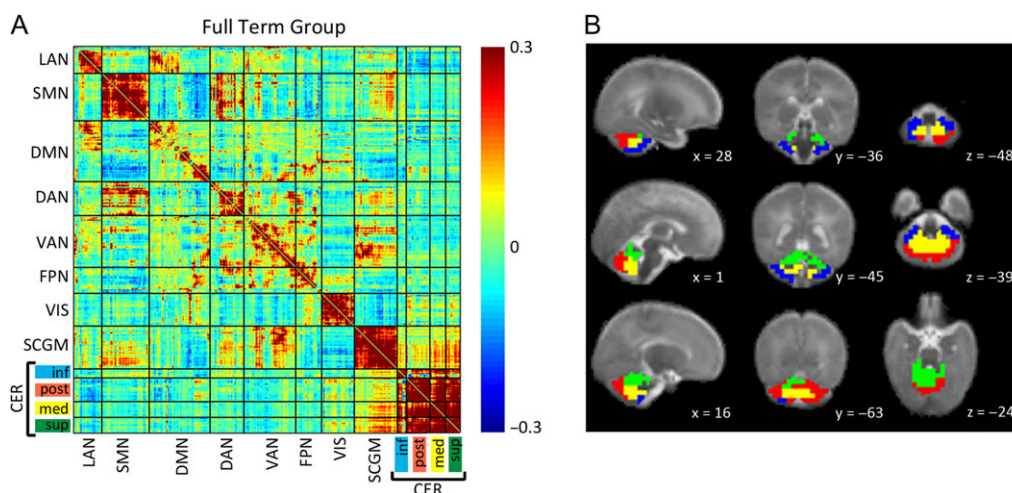 A
Full Term Group
LAN
SMN
DMN
DAN
VAN
FPN
VIS
SCGM
CER
inf
post
med
sup
LAN
SMN
DMN
DAN
VAN
FPN
VIS
SCGM
inf
post
med
sup
CER
0.3
0
−0.3
B
x = 28
y = −36
z = −48
x = 1
y = −45
z = −39
x = 16
y = −63
z = −24